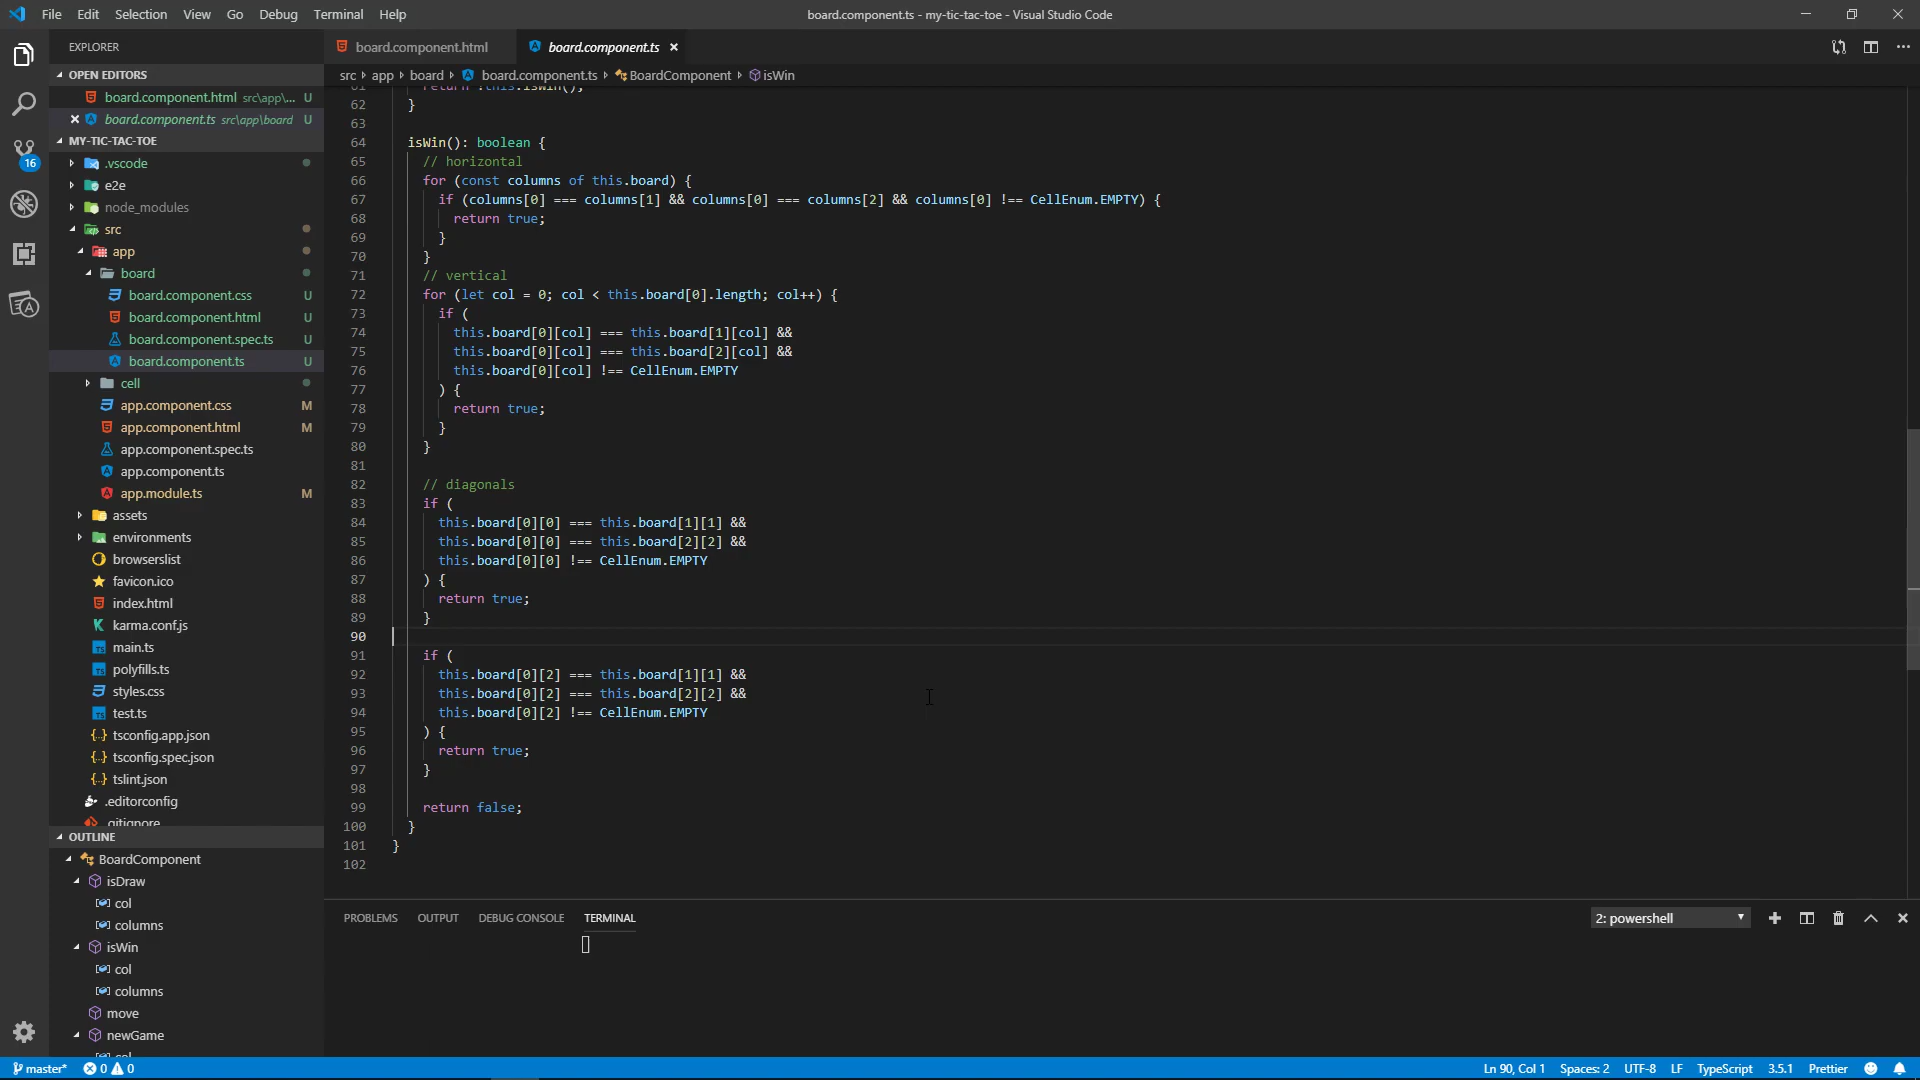 File Edit Selection View Go Debug Terminal Help
board.component.ts - my-tic-tac-toe - Visual Studio Code
EXPLORER
OPEN EDITORS
board.component.html src\app\... U
board.component.ts src\app\board U
MY-TIC-TAC-TOE
.vscode
e2e
node_modules
src
app
board
board.component.css U
board.component.html U
board.component.spec.ts U
board.component.ts U
cell
app.component.css M
app.component.html M
app.component.spec.ts
app.component.ts
app.module.ts M
assets
environments
browserslist
favicon.ico
index.html
karma.conf.js
main.ts
polyfills.ts
styles.css
test.ts
tsconfig.app.json
tsconfig.spec.json
tslint.json
.editorconfig
.gitignore
OUTLINE
BoardComponent
isDraw
col
columns
isWin
col
columns
move
newGame
col
16
board.component.html board.component.ts
src app board board.component.ts BoardComponent isWin
61 return !this.isWin();
62 }
63
64 isWin(): boolean {
65 // horizontal
66 for (const columns of this.board) {
67 if (columns[0] === columns[1] && columns[0] === columns[2] && columns[0] !== CellEnum.EMPTY) {
68 return true;
69 }
70 }
71 // vertical
72 for (let col = 0; col < this.board[0].length; col++) {
73 if (
74 this.board[0][col] === this.board[1][col] &&
75 this.board[0][col] === this.board[2][col] &&
76 this.board[0][col] !== CellEnum.EMPTY
77 ) {
78 return true;
79 }
80 }
81
82 // diagonals
83 if (
84 this.board[0][0] === this.board[1][1] &&
85 this.board[0][0] === this.board[2][2] &&
86 this.board[0][0] !== CellEnum.EMPTY
87 ) {
88 return true;
89 }
90
91 if (
92 this.board[0][2] === this.board[1][1] &&
93 this.board[0][2] === this.board[2][2] &&
94 this.board[0][2] !== CellEnum.EMPTY
95 ) {
96 return true;
97 }
98
99 return false;
100 }
101 }
102
PROBLEMS OUTPUT DEBUG CONSOLE TERMINAL
2: powershell
master* 0 0
Ln 90, Col 1 Spaces: 2 UTF-8 LF TypeScript 3.5.1 Prettier